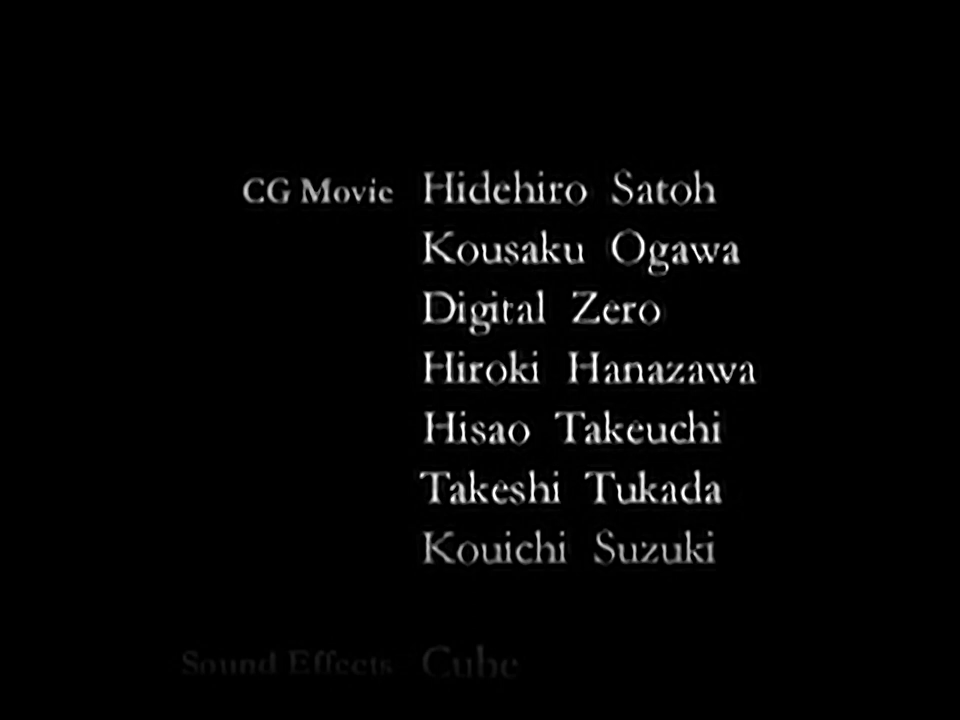 CG Movie Hidehiro Satoh
Kousaku Ogawa
Digital Zero
Hiroki Hanazawa
Hisao Takeuchi
Takeshi Tukada
Kouichi Suzuki
Sound Effects Cube